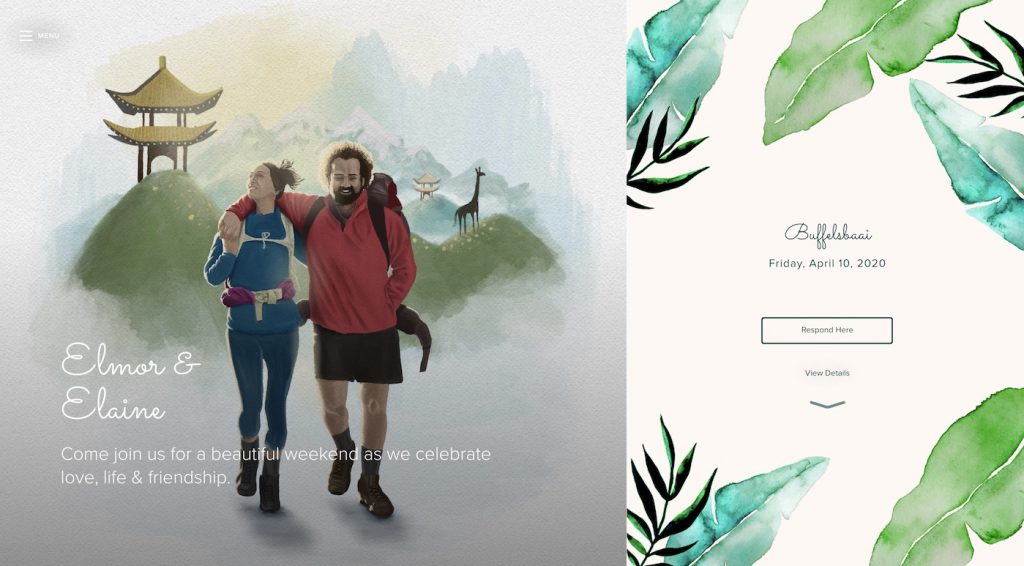 MENU
Elmor &
Elaine
Come join us for a beautiful weekend as we celebrate
love, life & friendship.
Buffelsbaai
Friday, April 10, 2020
Respond Here
View Details